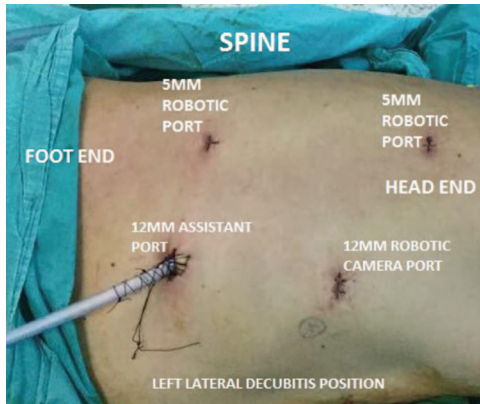 SPINE
5MM
ROBOTIC
PORT
5MM
ROBOTIC
PORT
FOOT END
HEAD END
12MM ASSISTANT
PORT
12MM ROBOTIC
CAMERA PORT
LEFT LATERAL DECUBITIS POSITION